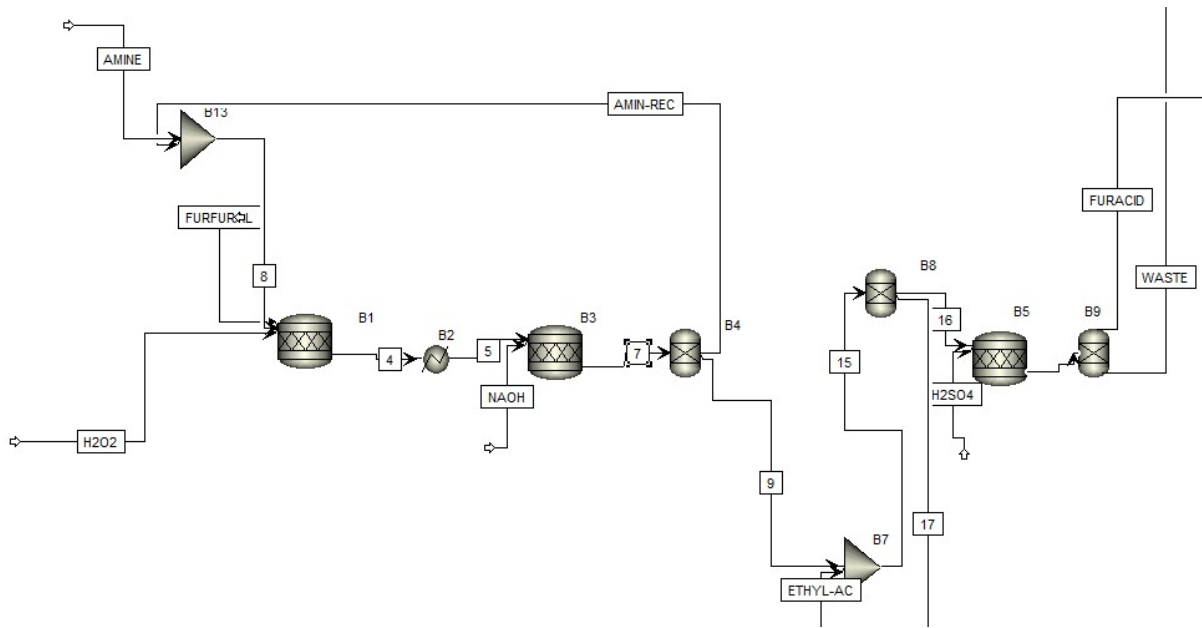 AMINE
B13
AMIN-REC
FURFURAL
8
FURACID
WASTE
B1
B2
B3
B4
B8
16
B5
B9
4
5
7
15
NAOH
H2SO4
H2O2
9
17
B7
ETHYL-AC